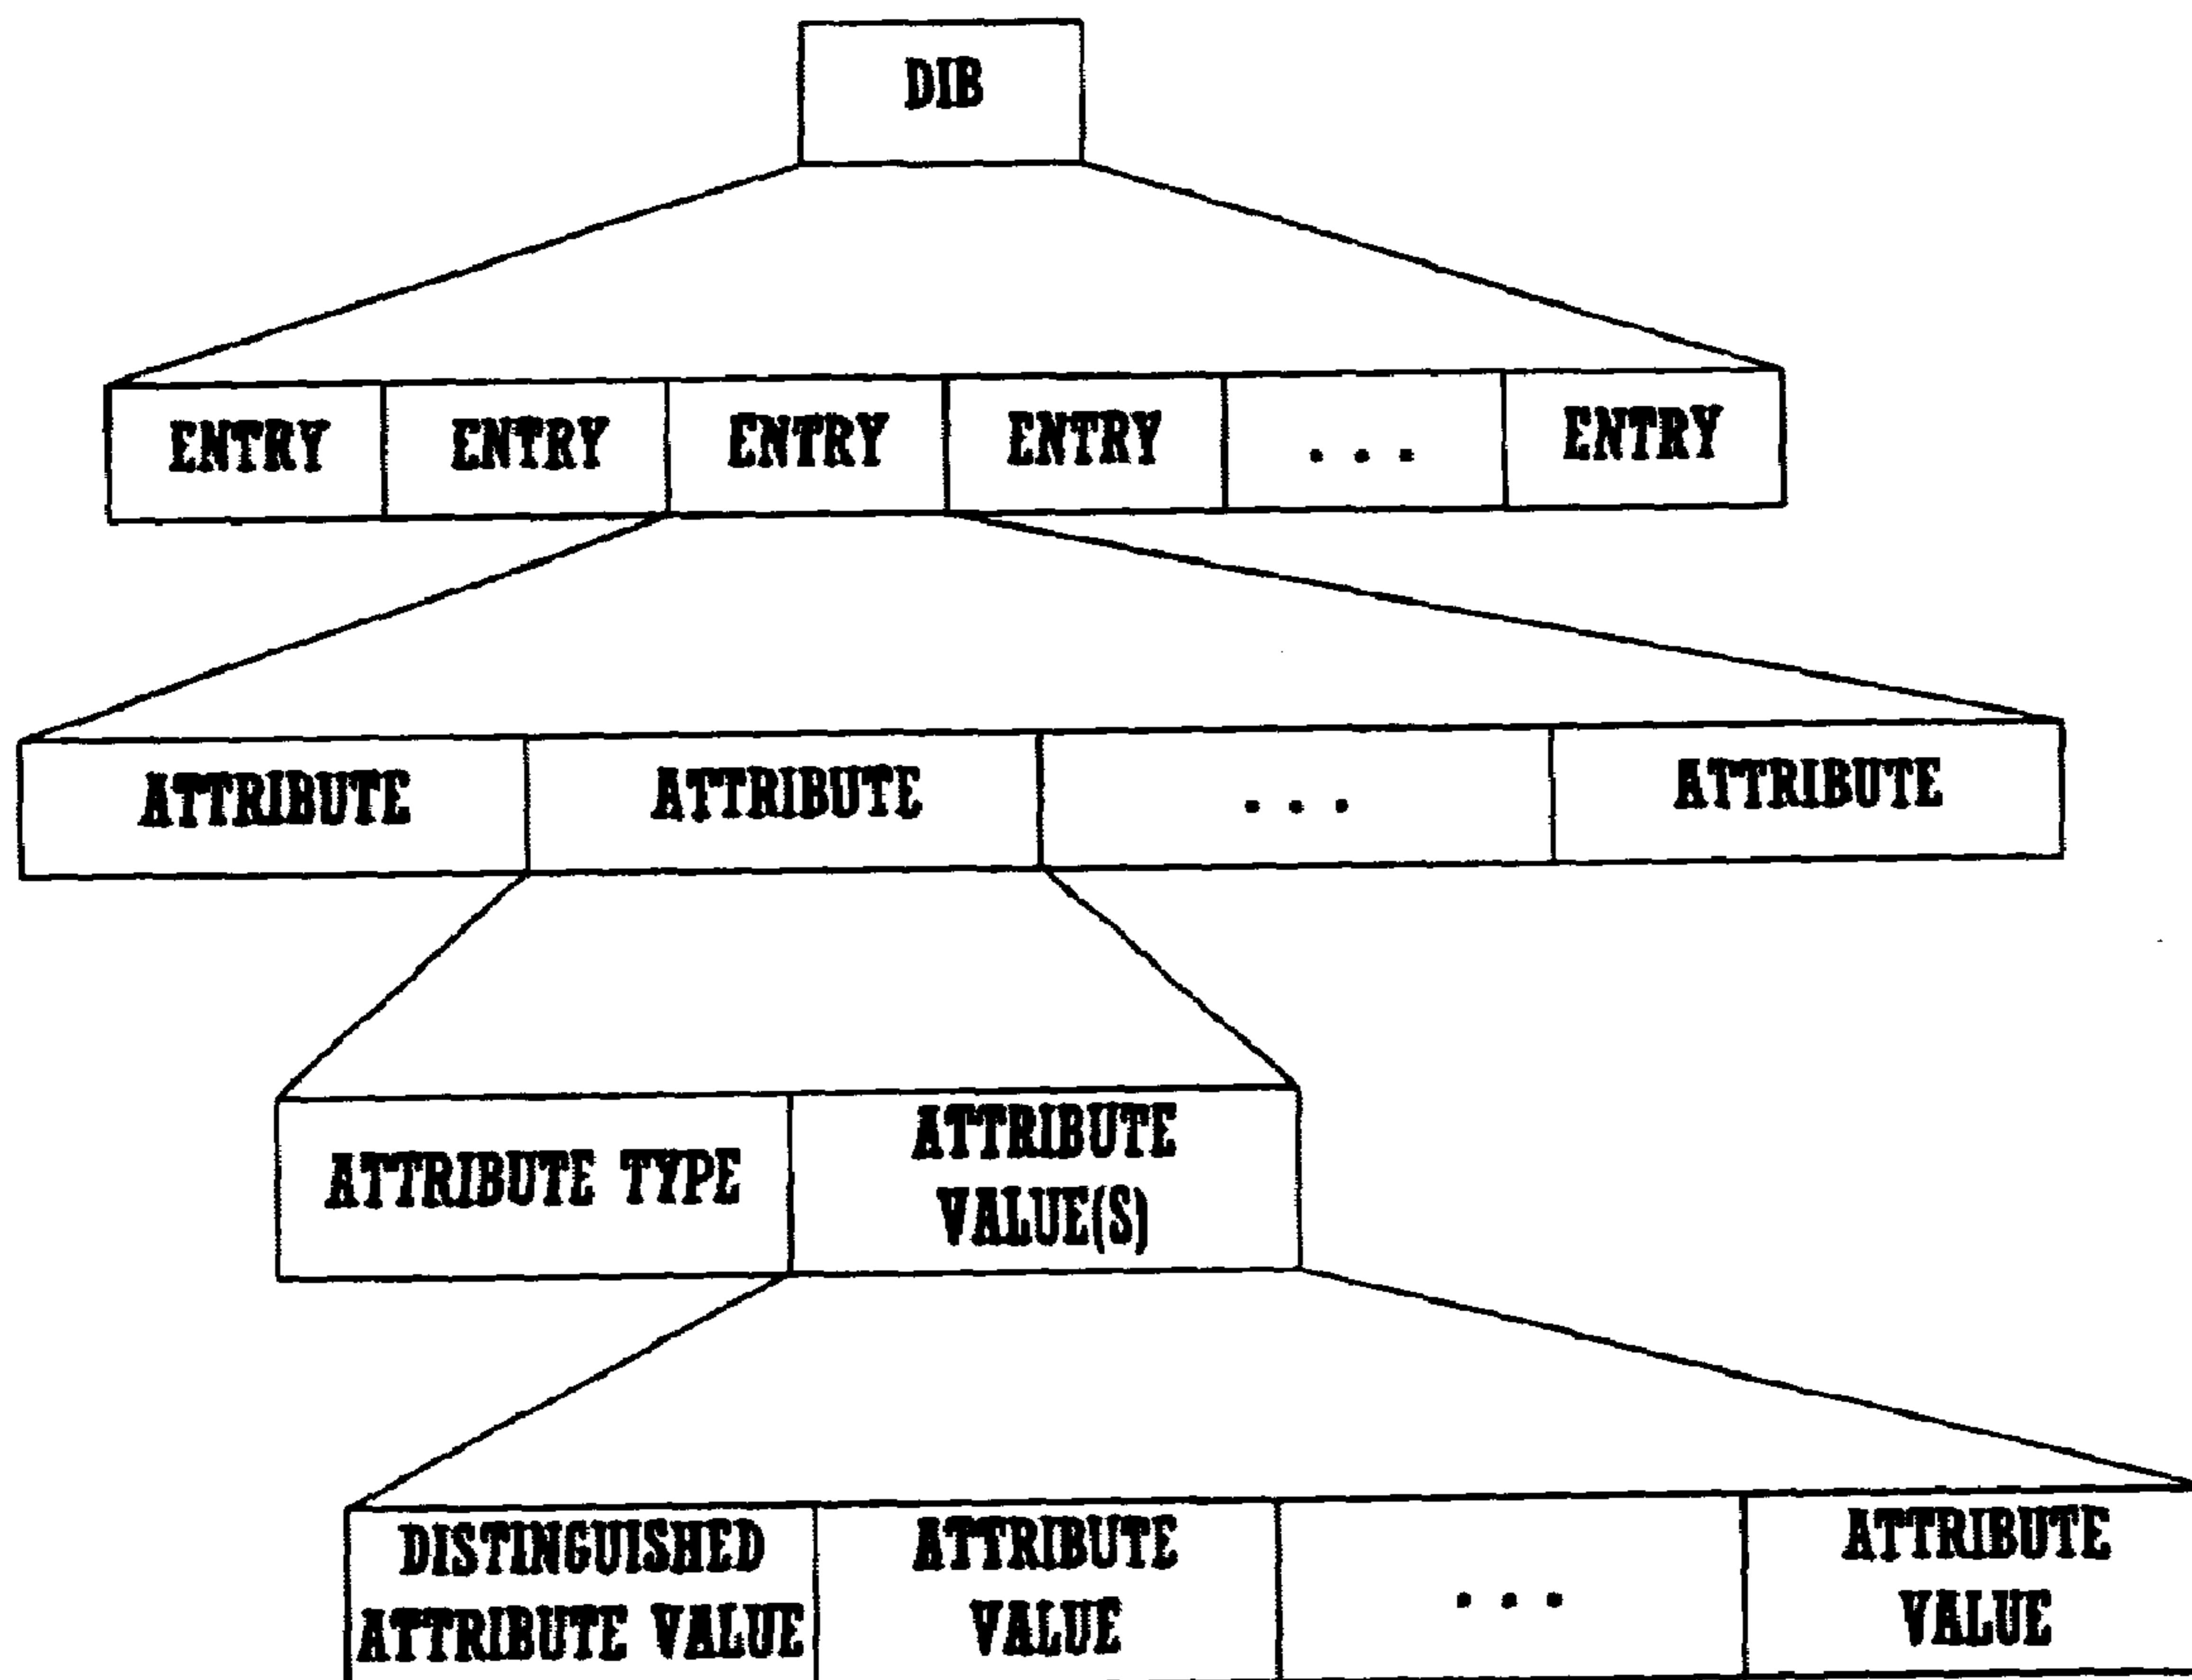 DIB
ENTRY ENTRY ENTRY ENTRY ... ENTRY
ATTRIBUTE ATTRIBUTE ... ATTRIBUTE
ATTRIBUTE TYPE
ATTRIBUTE
VALUE(S)
DISTINGUISHED
ATTRIBUTE VALUE
ATTRIBUTE
VALUE
...
ATTRIBUTE
VALUE